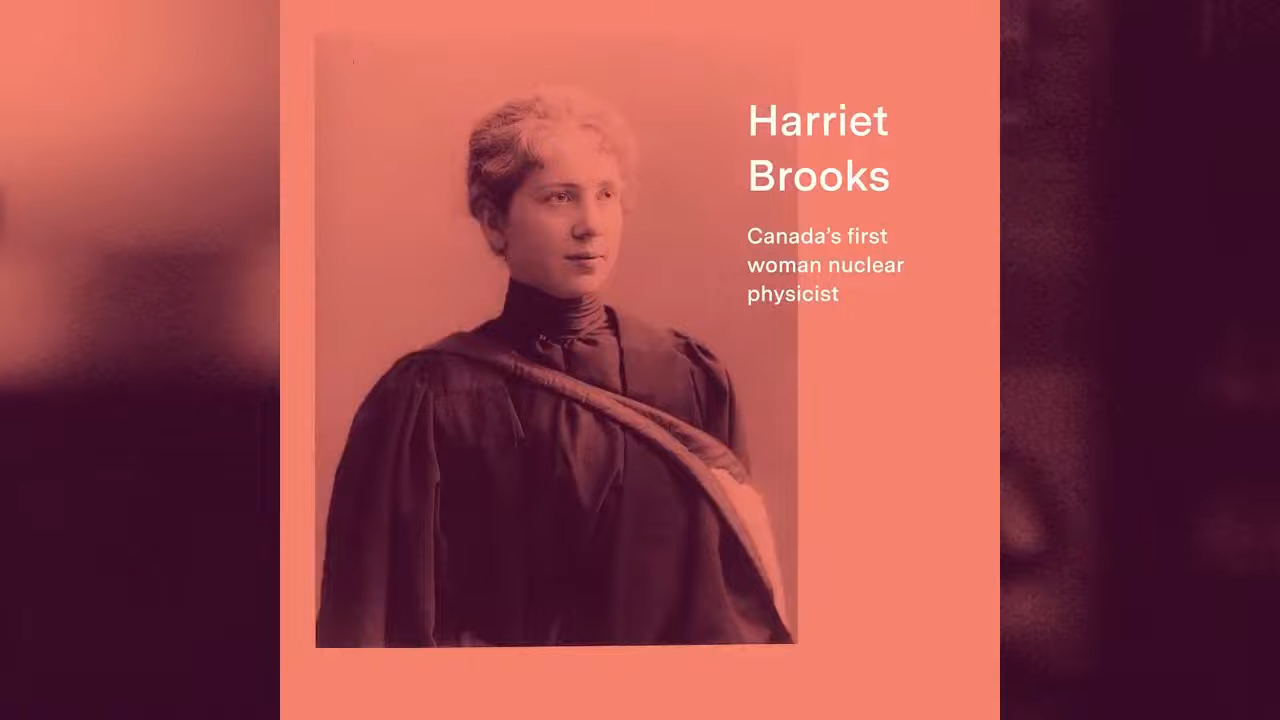 Harriet
Brooks
Canada’s first
woman nuclear
physicist